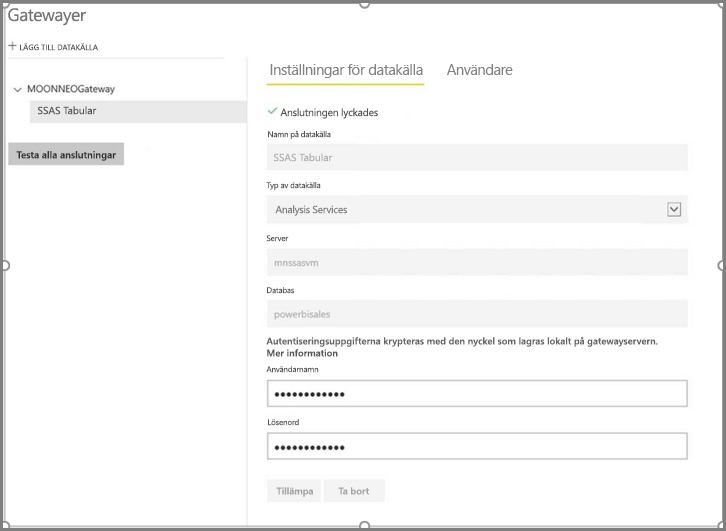 Gatewayer
+ LÄGG TILL DATAKÄLLA
MOONNEOGateway
SSAS Tabular
Testa alla anslutningar
Inställningar för datakälla Användare
Anslutningen lyckades
Namn på datakälla
SSAS Tabular
Typ av datakälla
Analysis Services
Server
mnssasvm
Databas
powerbisales
Autentiseringsuppgifterna krypteras med den nyckel som lagras lokalt på gatewayservern.
Mer information
Användarnamn
••••••••••••
Lösenord
••••••••••••
Tillämpa Ta bort